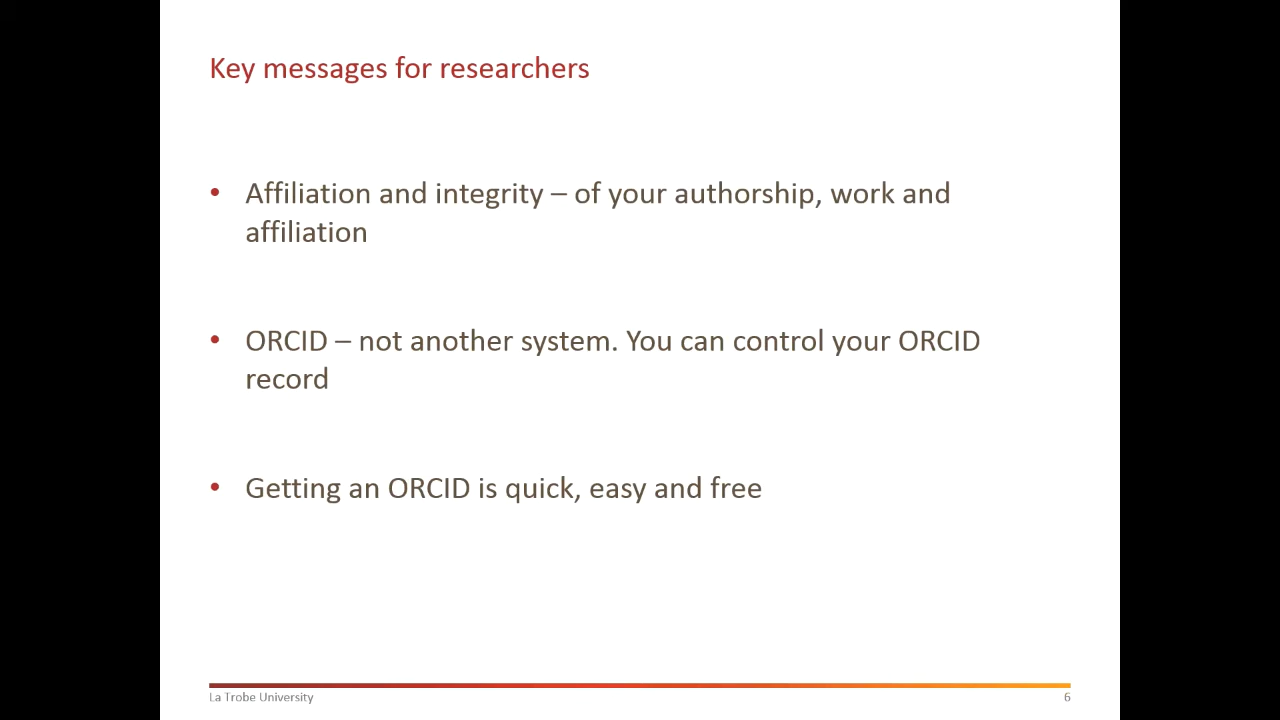 Key messages for researchers
• Affiliation and integrity – of your authorship, work and
affiliation
• ORCID – not another system. You can control your ORCID
record
• Getting an ORCID is quick, easy and free
La Trobe University
6